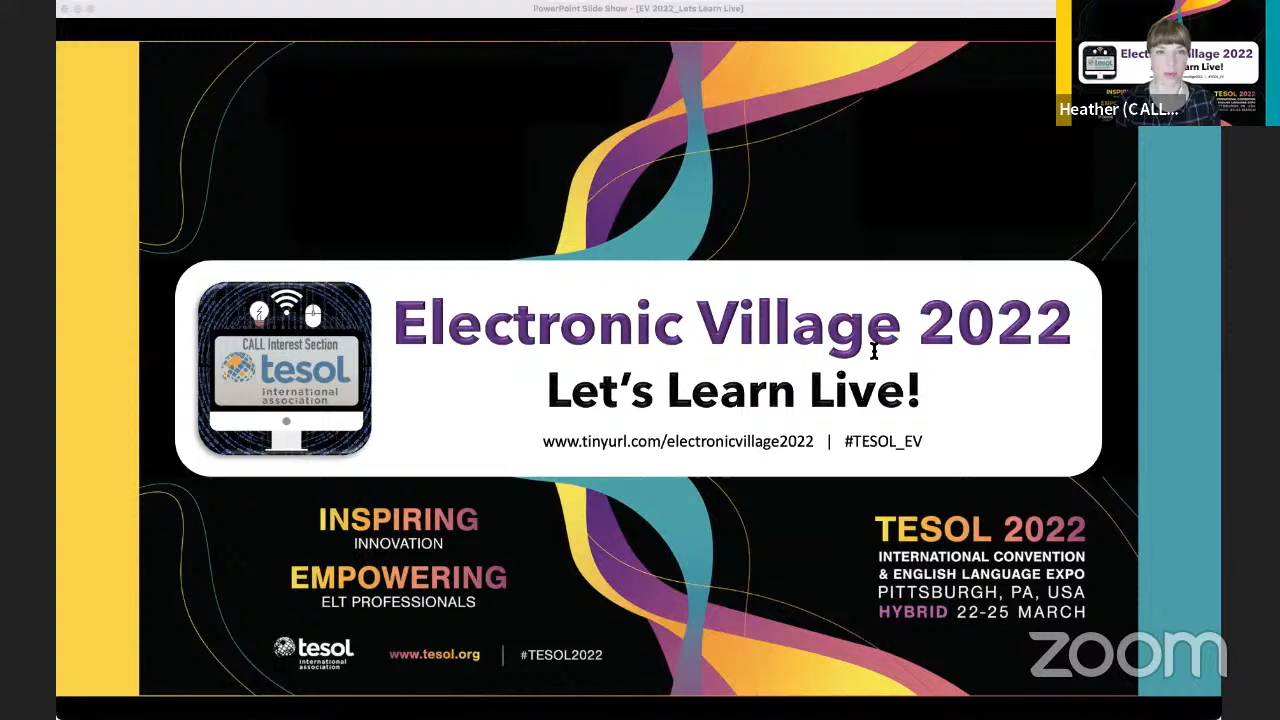 PowerPoint Slide Show - [EV 2022_Lets Learn Live]
Heather (CALL...
CALL Interest Section
tesol
international
association
Electronic Village 2022
Let's Learn Live!
www.tinyurl.com/electronicvillage2022 | #TESOL_EV
INSPIRING
INNOVATION
EMPOWERING
ELT PROFESSIONALS
tesol
international
association
www.tesol.org | #TESOL2022
TESOL 2022
INTERNATIONAL CONVENTION
& ENGLISH LANGUAGE EXPO
PITTSBURGH, PA, USA
HYBRID 22-25 MARCH
zoom